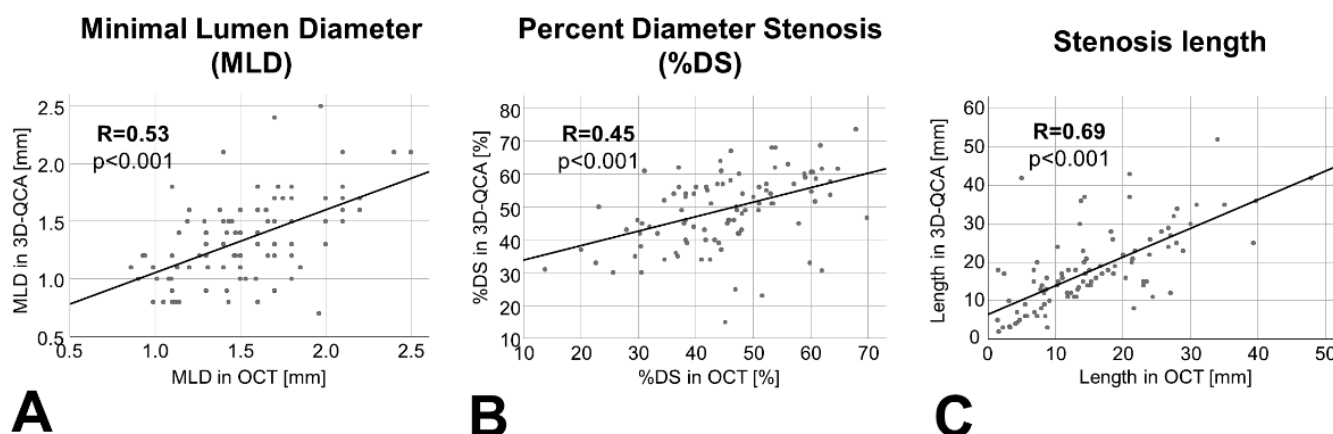 Minimal Lumen Diameter
(MLD)
MLD in 3D-QCA [mm]
2.5
2.0
1.5
1.0
0.5
R=0.53
p<0.001
0.5 1.0 1.5 2.0 2.5
MLD in OCT [mm]
A
Percent Diameter Stenosis
(%DS)
%DS in 3D-QCA [%]
80
70
60
50
40
30
20
10
R=0.45
p<0.001
10 20 30 40 50 60 70
%DS in OCT [%]
B
Stenosis length
Length in 3D-QCA [mm]
60
50
40
30
20
10
0
R=0.69
p<0.001
0 10 20 30 40 50
Length in OCT [mm]
C